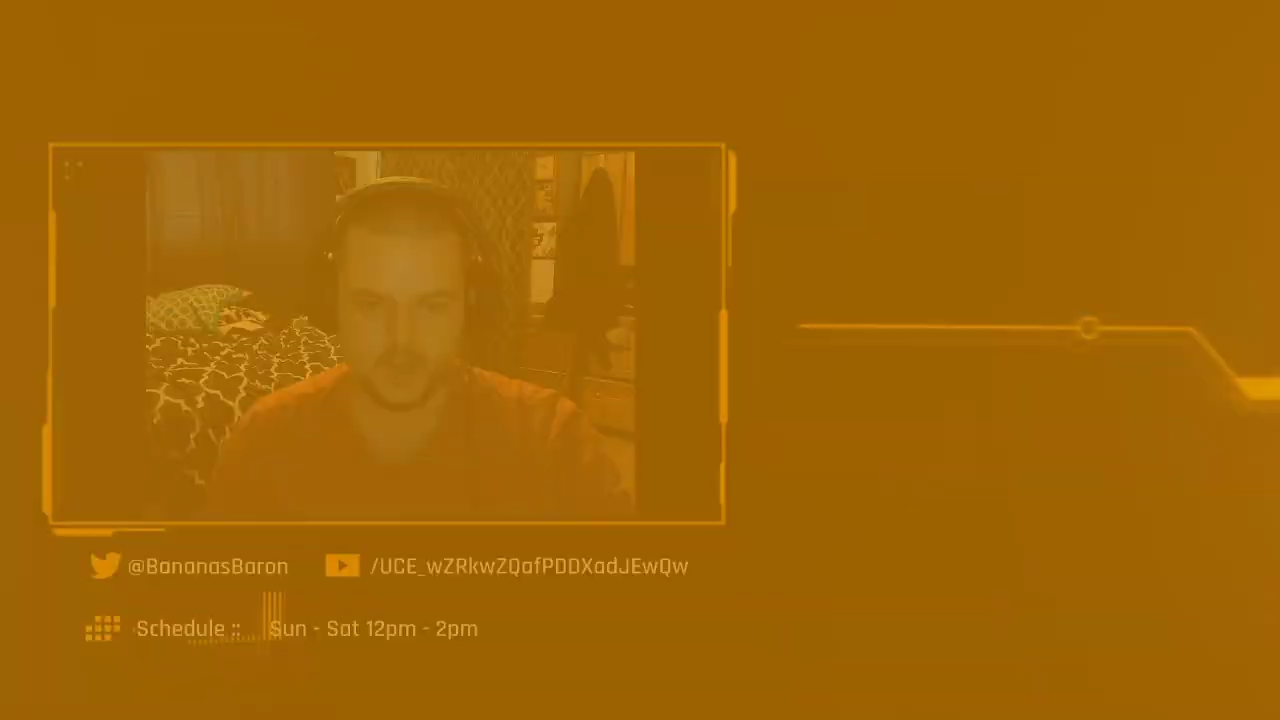 @BananasBaron /UCE_wZRkwZQafPDDXadJEwQw
Schedule :: Sun - Sat 12pm - 2pm